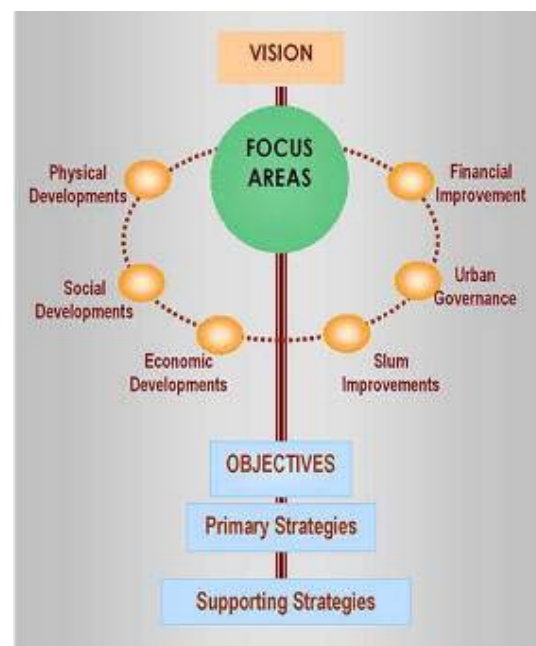 VISION
FOCUS
AREAS
Physical
Developments
Financial
Improvement
Social
Developments
Urban
Governance
Economic
Developments
Slum
Improvements
OBJECTIVES
Primary Strategies
Supporting Strategies